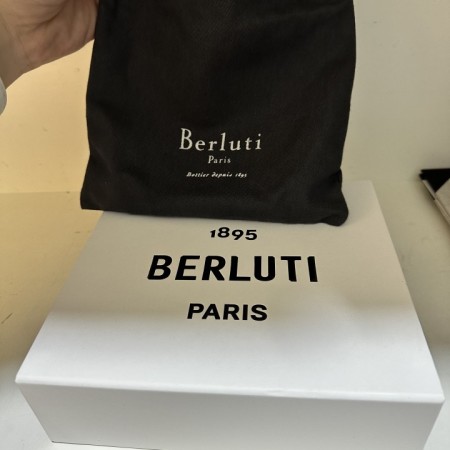 Berluti
Paris
Bottier depuis 1895
1895
BERLUTI
PARIS